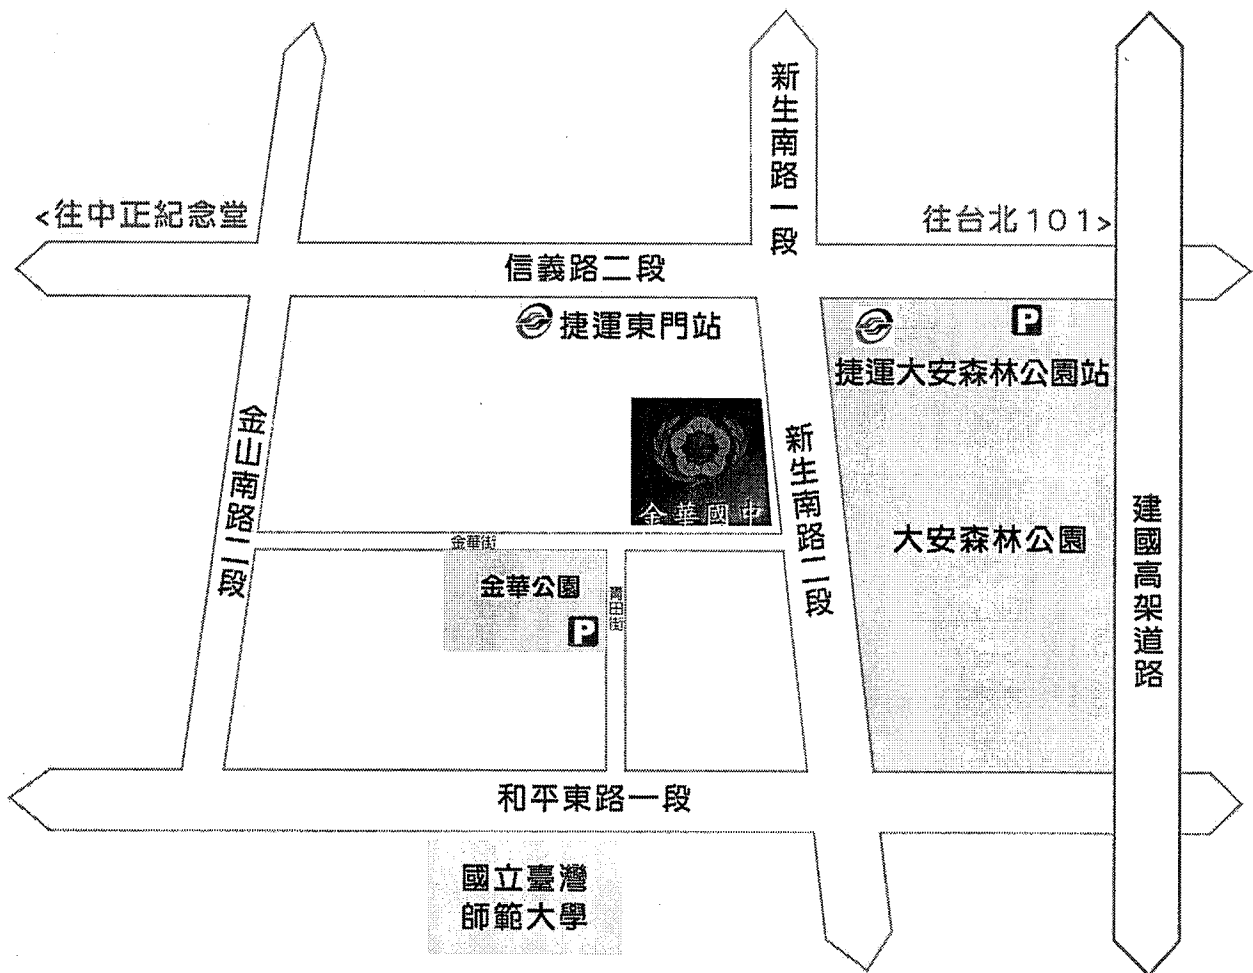 新生南路一段
<往中正紀念堂
往台北101>
信義路二段
捷運東門站
P
捷運大安森林公園站
金山南路二段
金華國中
新生南路二段
大安森林公園
建國高架道路
金華街
金華公園
P
青田街
和平東路一段
國立臺灣
師範大學